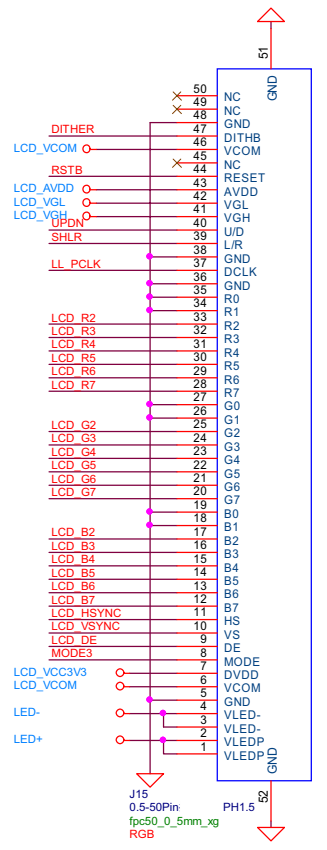 51
GND
50 NC
49 NC
48 GND
DITHER 47 DITHB
LCD_VCOM 46 VCOM
45 NC
RSTB 44 RESET
LCD_AVDD 43 AVDD
LCD_VGL 42 VGL
LCD_VGH 41 VGH
UPDN 40 U/D
SHLR 39 L/R
38 GND
LL_PCLK 37 DCLK
36 GND
35 R0
34 R1
LCD_R2 33 R2
LCD_R3 32 R3
LCD_R4 31 R4
LCD_R5 30 R5
LCD_R6 29 R6
LCD_R7 28 R7
27 G0
26 G1
LCD_G2 25 G2
LCD_G3 24 G3
LCD_G4 23 G4
LCD_G5 22 G5
LCD_G6 21 G6
LCD_G7 20 G7
19 B0
18 B1
LCD_B2 17 B2
LCD_B3 16 B3
LCD_B4 15 B4
LCD_B5 14 B5
LCD_B6 13 B6
LCD_B7 12 B7
LCD_HSYNC 11 HS
LCD_VSYNC 10 VS
LCD_DE 9 DE
MODE3 8 MODE
LCD_VCC3V3 7 DVDD
LCD_VCOM 6 VCOM
5 GND
LED- 4 VLED-
3 VLED-
LED+ 2 VLEDP
1 VLEDP
GND
52
J15
0.5-50Pin PH1.5
fpc50_0_5mm_xg
RGB